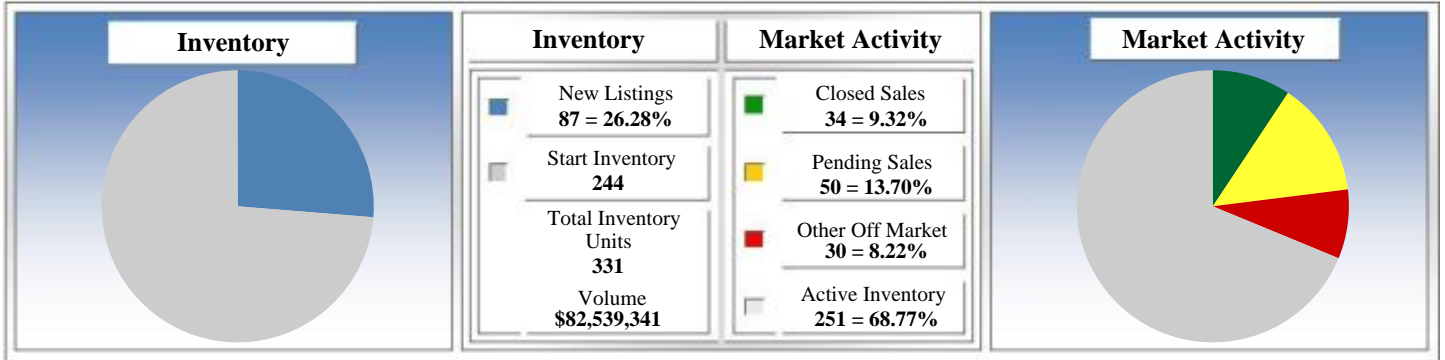 Inventory
Inventory
Market Activity
New Listings
87 = 26.28%
Start Inventory
244
Total Inventory
Units
331
Volume
$82,539,341
Closed Sales
34 = 9.32%
Pending Sales
50 = 13.70%
Other Off Market
30 = 8.22%
Active Inventory
251 = 68.77%
Market Activity